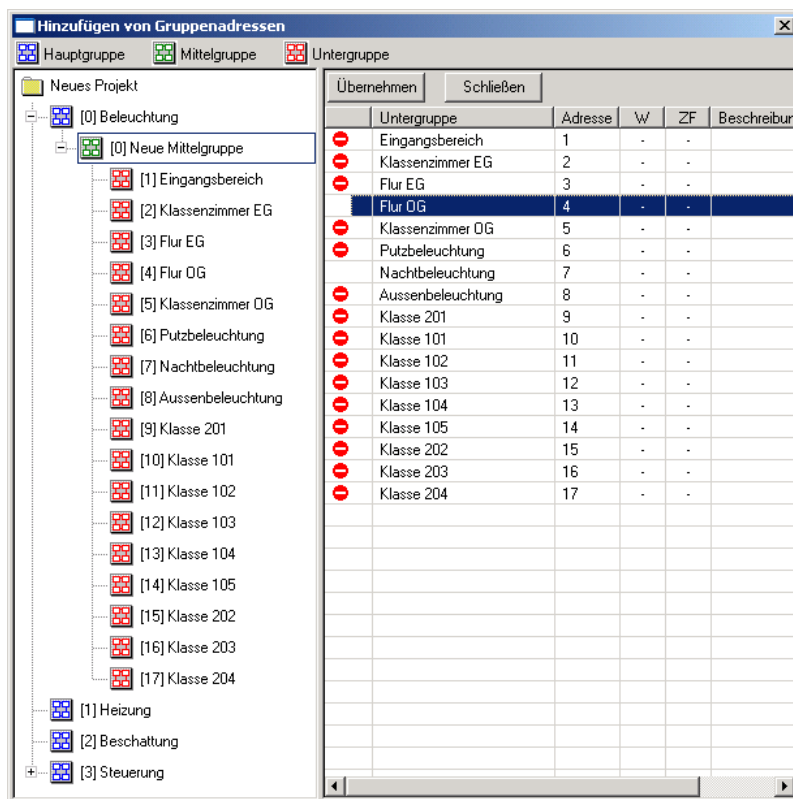 Hinzufügen von Gruppenadressen
Hauptgruppe Mittelgruppe Untergruppe
Neues Projekt
[0] Beleuchtung
[0] Neue Mittelgruppe
[1] Eingangsbereich
[2] Klassenzimmer EG
[3] Flur EG
[4] Flur OG
[5] Klassenzimmer OG
[6] Putzbeleuchtung
[7] Nachtbeleuchtung
[8] Aussenbeleuchtung
[9] Klasse 201
[10] Klasse 101
[11] Klasse 102
[12] Klasse 103
[13] Klasse 104
[14] Klasse 105
[15] Klasse 202
[16] Klasse 203
[17] Klasse 204
[1] Heizung
[2] Beschattung
[3] Steuerung
Übernehmen Schließen
Untergruppe Adresse W ZF Beschreibun
Eingangsbereich 1 - -
Klassenzimmer EG 2 - -
Flur EG 3 - -
Flur OG 4 - -
Klassenzimmer OG 5 - -
Putzbeleuchtung 6 - -
Nachtbeleuchtung 7 - -
Aussenbeleuchtung 8 - -
Klasse 201 9 - -
Klasse 101 10 - -
Klasse 102 11 - -
Klasse 103 12 - -
Klasse 104 13 - -
Klasse 105 14 - -
Klasse 202 15 - -
Klasse 203 16 - -
Klasse 204 17 - -